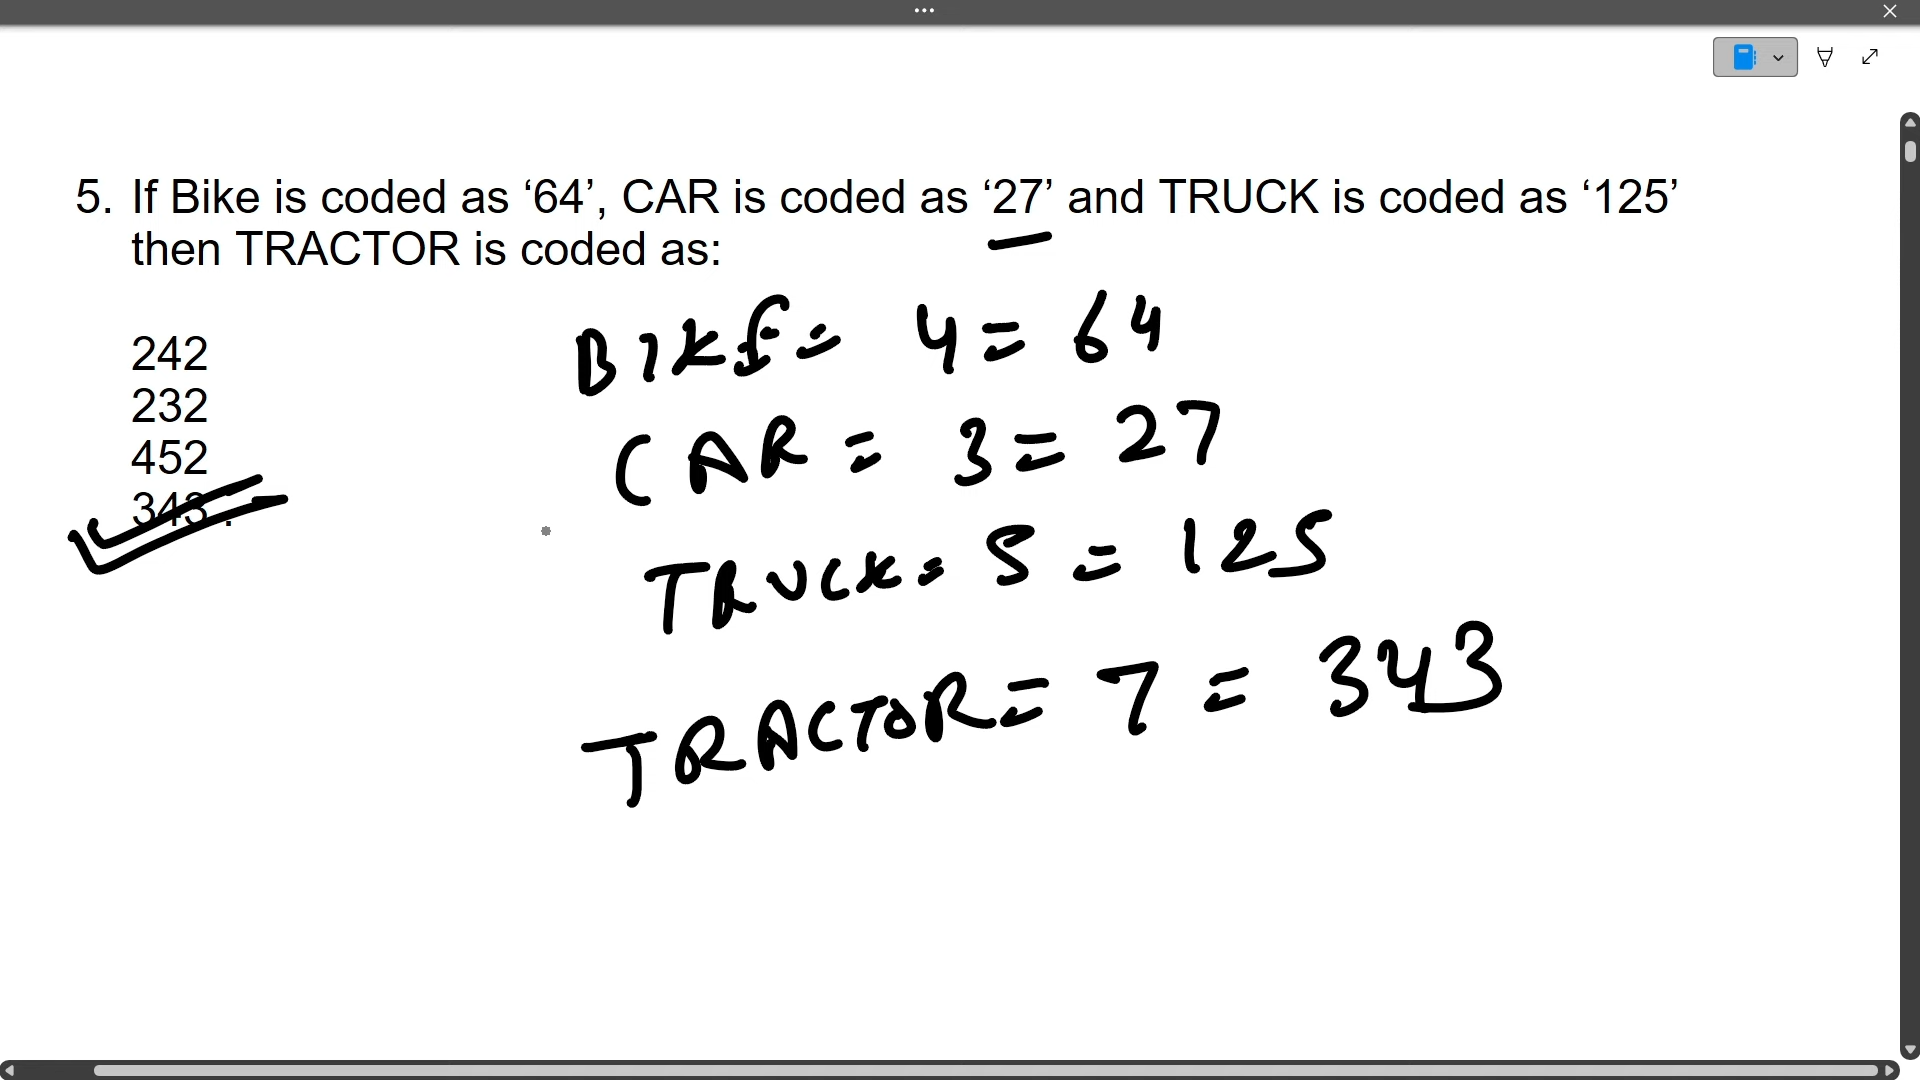 5. If Bike is coded as ‘64’, CAR is coded as ‘27’ and TRUCK is coded as ‘125’
then TRACTOR is coded as:
242
232
452
343 .
BIKE = 4 = 64
CAR = 3 = 27
TRUCK = 5 = 125
TRACTOR = 7 = 343